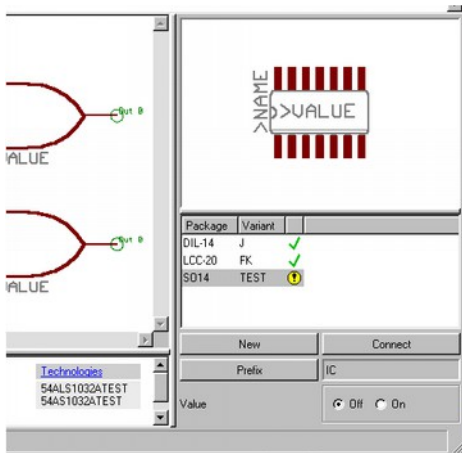 Out 0
VALUE
Out 0
VALUE
>NAME
>VALUE
Package Variant
DIL-14 J
LCC-20 FK
SO14 TEST
New Connect
Prefix IC
Value Off On
Technologies
54ALS1032ATEST
54AS1032ATEST